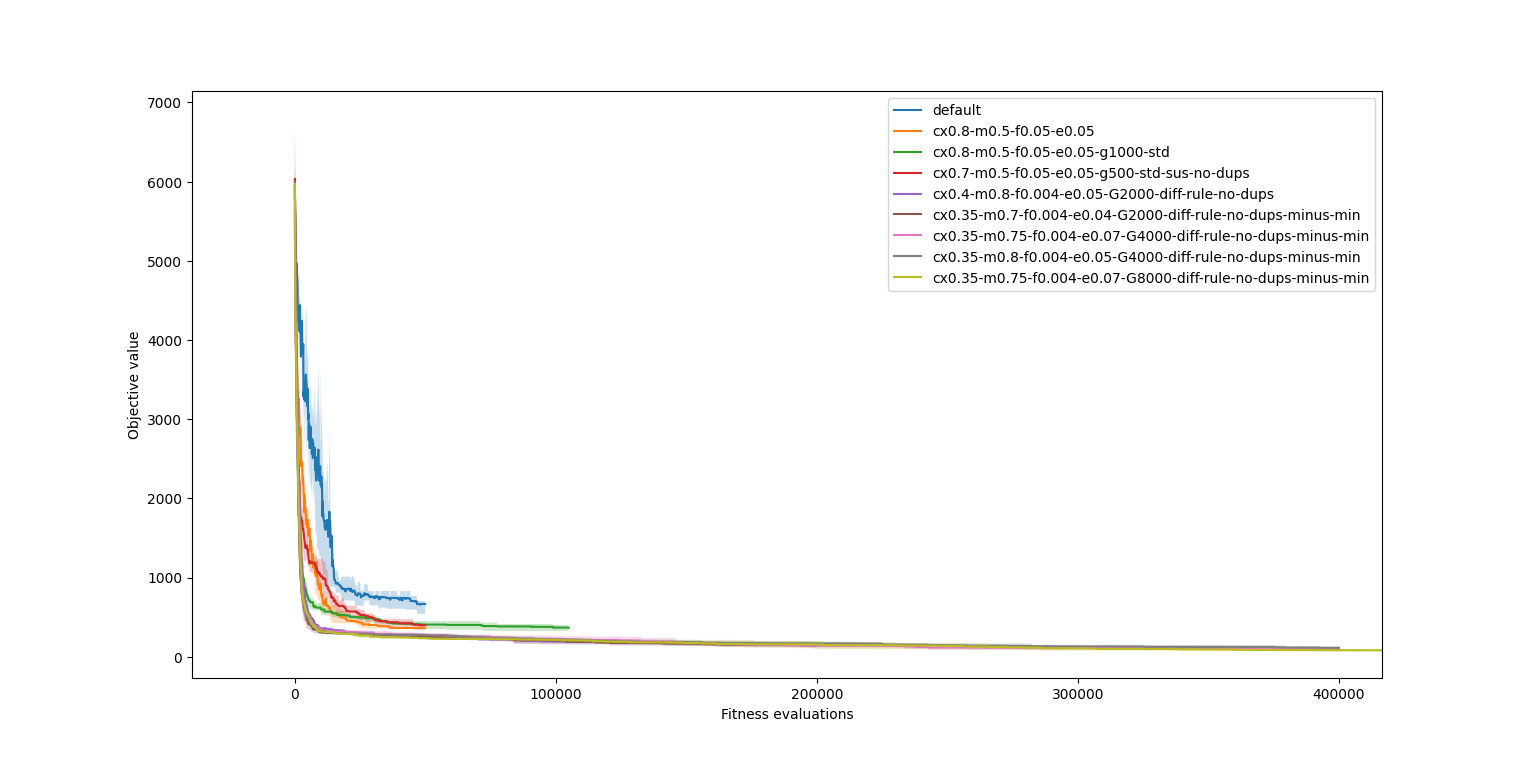 7000
6000
5000
4000
3000
2000
1000
0
Objective value
0
100000
200000
300000
400000
Fitness evaluations
default
cx0.8-m0.5-f0.05-e0.05
cx0.8-m0.5-f0.05-e0.05-g1000-std
cx0.7-m0.5-f0.05-e0.05-g500-std-sus-no-dups
cx0.4-m0.8-f0.004-e0.05-G2000-diff-rule-no-dups
cx0.35-m0.7-f0.004-e0.04-G2000-diff-rule-no-dups-minus-min
cx0.35-m0.75-f0.004-e0.07-G4000-diff-rule-no-dups-minus-min
cx0.35-m0.8-f0.004-e0.05-G4000-diff-rule-no-dups-minus-min
cx0.35-m0.75-f0.004-e0.07-G8000-diff-rule-no-dups-minus-min